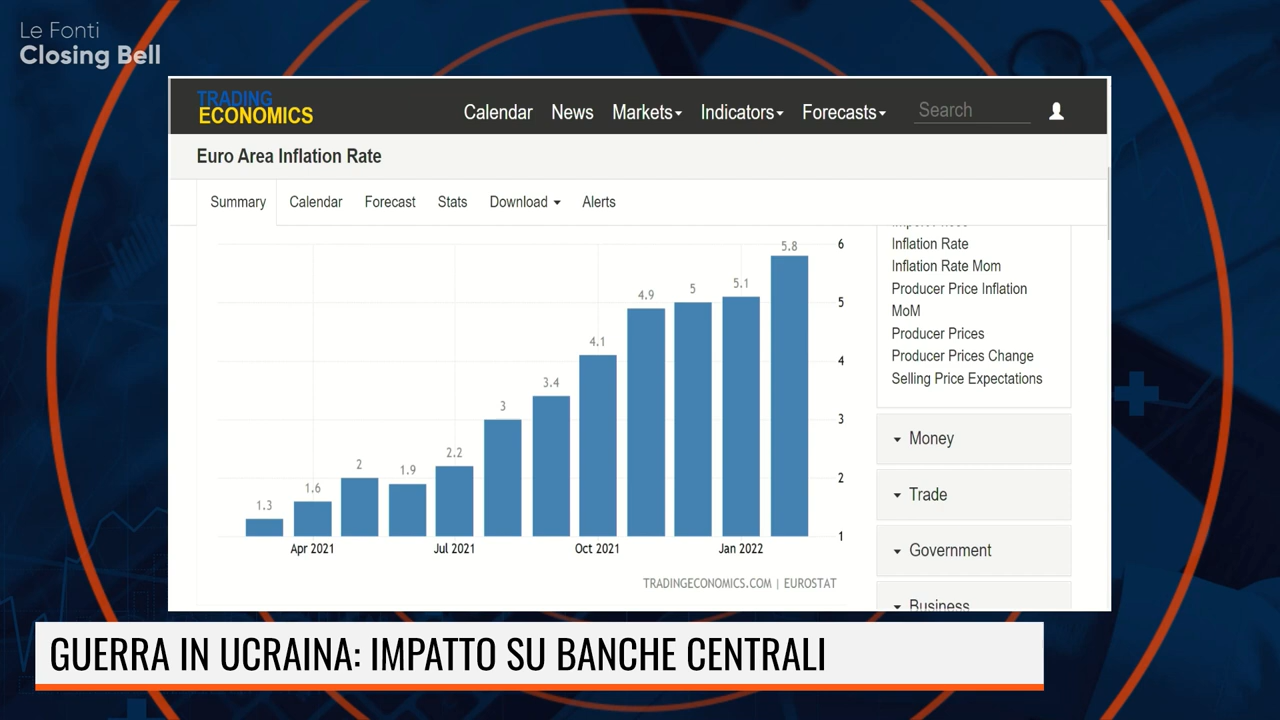 Le Fonti
Closing Bell
TRADING
ECONOMICS
Calendar News Markets Indicators Forecasts Search
Euro Area Inflation Rate
Summary Calendar Forecast Stats Download Alerts
6
5
4
3
2
1
1.3
1.6
2
1.9
2.2
3
3.4
4.1
4.9
5
5.1
5.8
Apr 2021 Jul 2021 Oct 2021 Jan 2022
TRADINGECONOMICS.COM | EUROSTAT
Inflation Rate
Inflation Rate Mom
Producer Price Inflation
MoM
Producer Prices
Producer Prices Change
Selling Price Expectations
Money
Trade
Government
Business
GUERRA IN UCRAINA: IMPATTO SU BANCHE CENTRALI